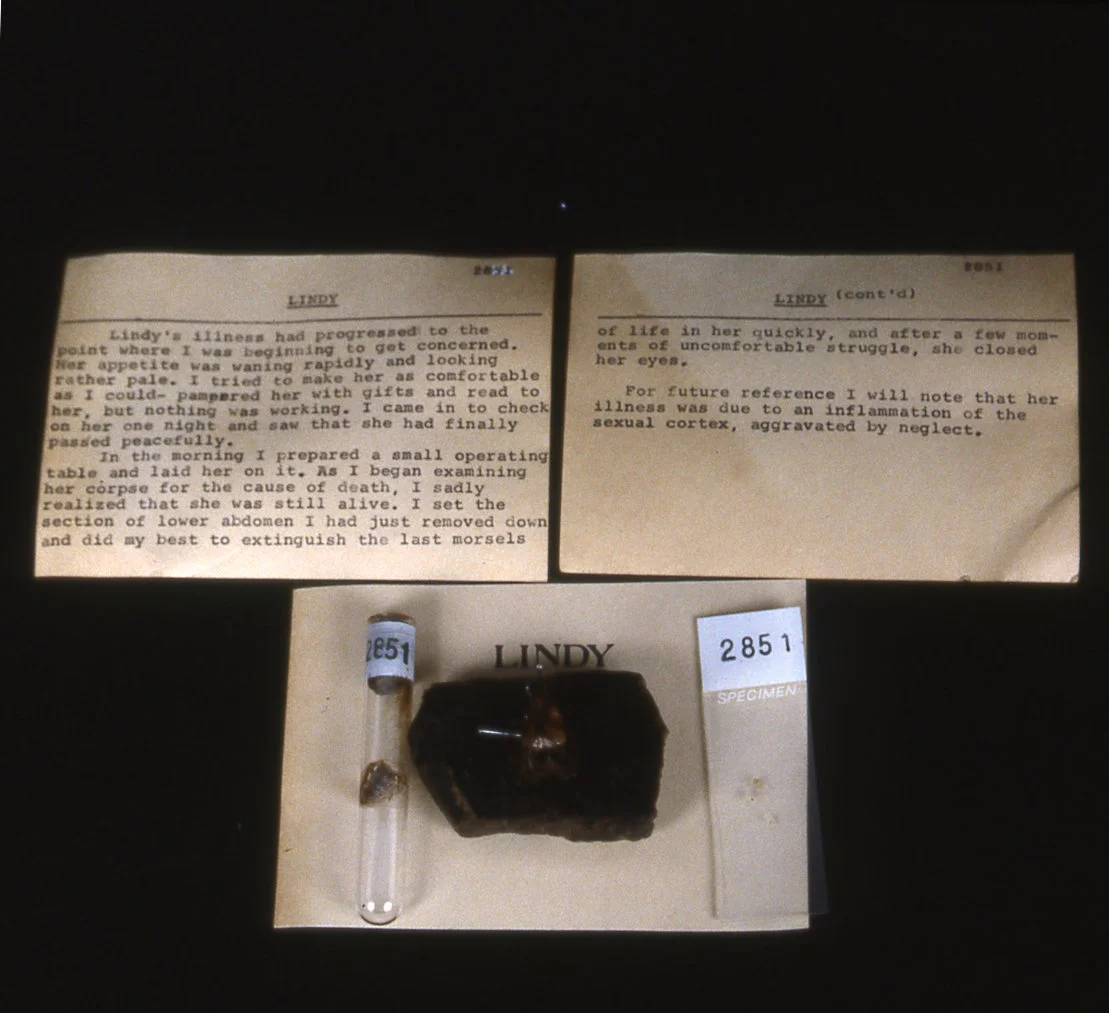 2851
LINDY
Lindy's illness had progressed to the
point where I was beginning to get concerned.
Her appetite was waning rapidly and looking
rather pale. I tried to make her as comfortable
as I could- pampered her with gifts and read to
her, but nothing was working. I came in to check
on her one night and saw that she had finally
passed peacefully.
In the morning I prepared a small operating
table and laid her on it. As I began examining
her corpse for the cause of death, I sadly
realized that she was still alive. I set the
section of lower abdomen I had just removed down
and did my best to extinguish the last morsels
2851
LINDY (cont'd)
of life in her quickly, and after a few mom-
ents of uncomfortable struggle, she closed
her eyes.
For future reference I will note that her
illness was due to an inflammation of the
sexual cortex, aggravated by neglect.
2851
LINDY
2851
SPECIMEN